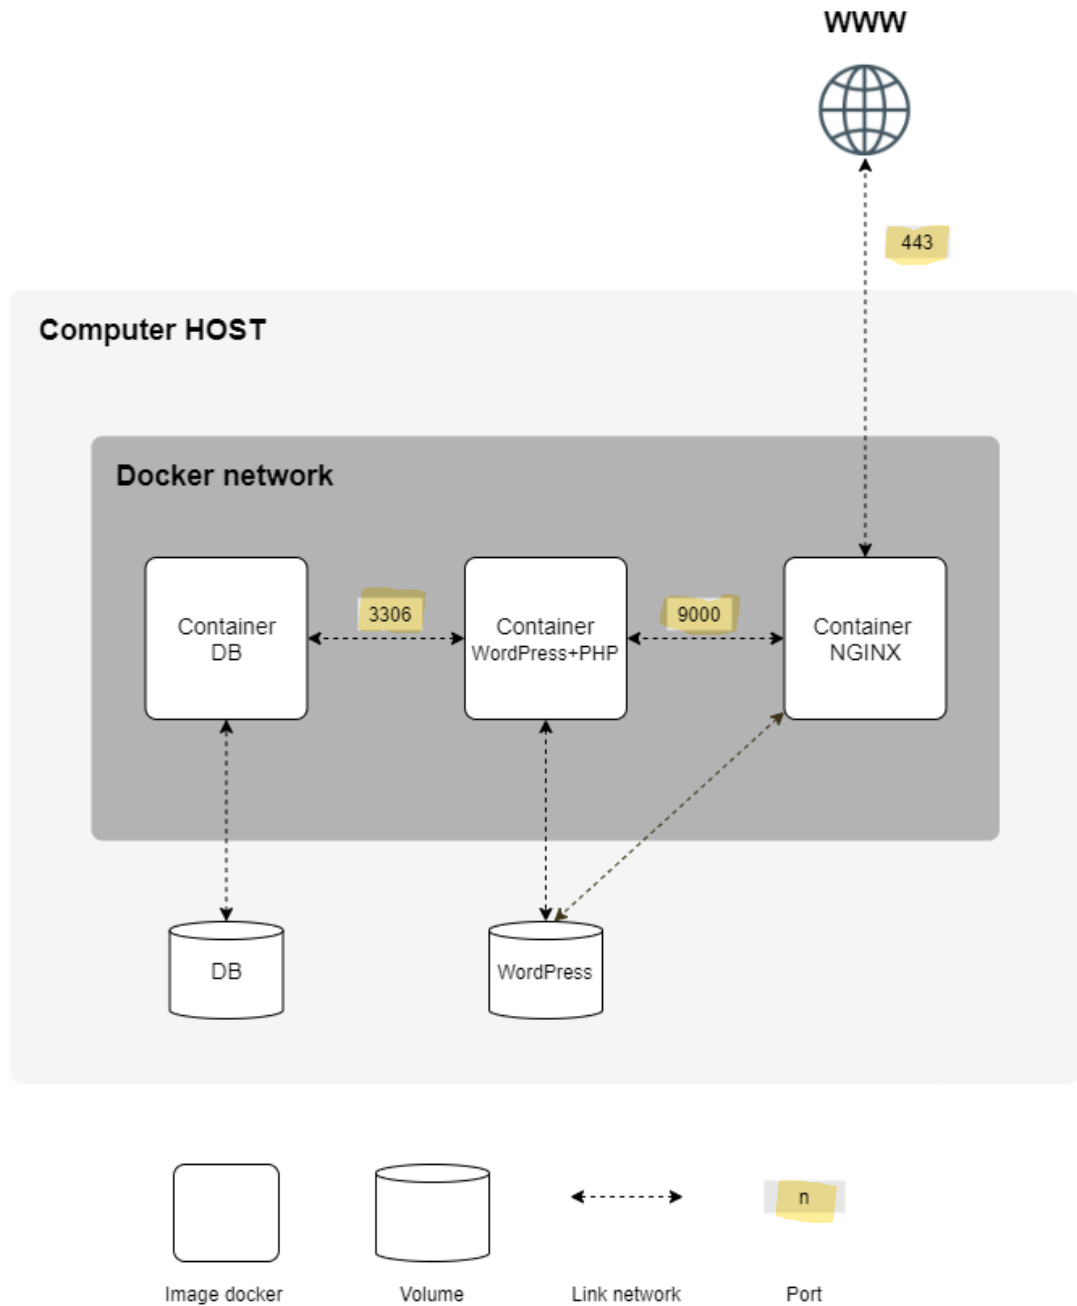 WWW
443
Computer HOST
Docker network
Container
DB
3306
Container
WordPress+PHP
9000
Container
NGINX
DB
WordPress
n
Image docker
Volume
Link network
Port